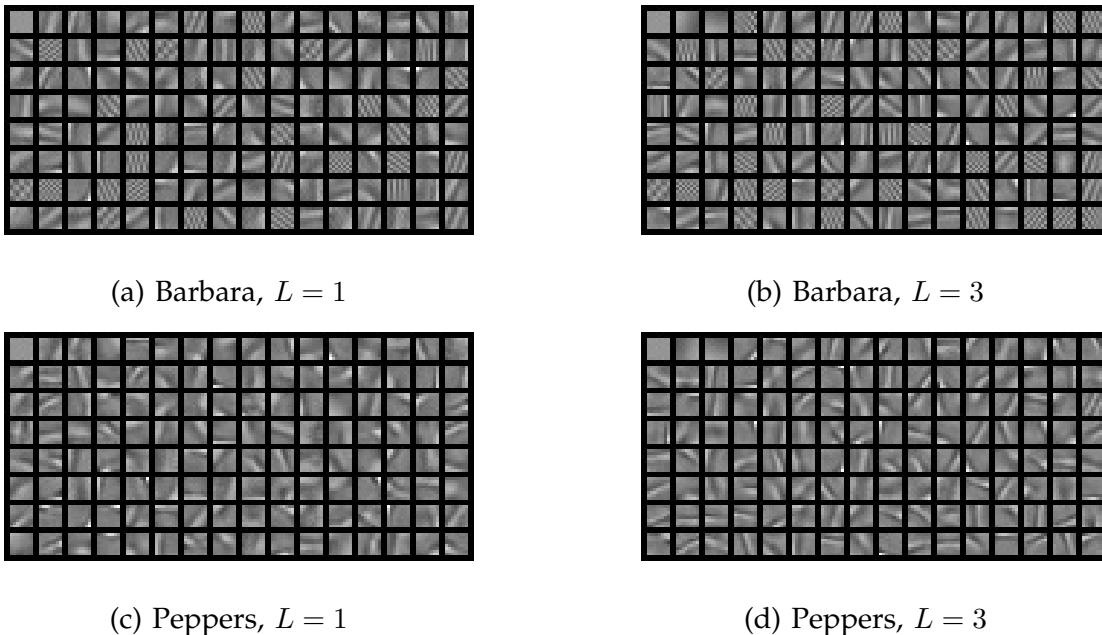 (a) Barbara, L = 1
(b) Barbara, L = 3
(c) Peppers, L = 1
(d) Peppers, L = 3